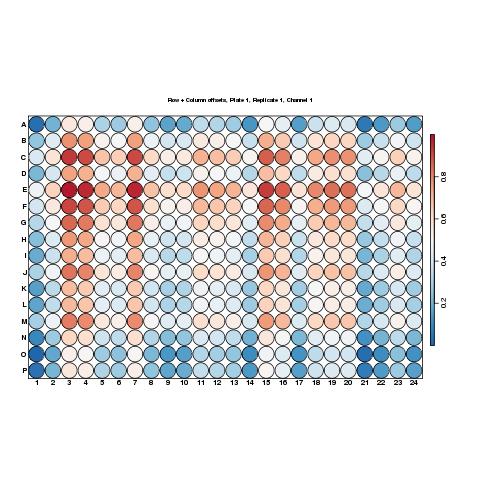 Row + Column offsets, Plate 1, Replicate 1, Channel 1
A
B
C
D
E
F
G
H
I
J
K
L
M
N
O
P
1 2 3 4 5 6 7 8 9 10 11 12 13 14 15 16 17 18 19 20 21 22 23 24
0.8
0.6
0.4
0.2